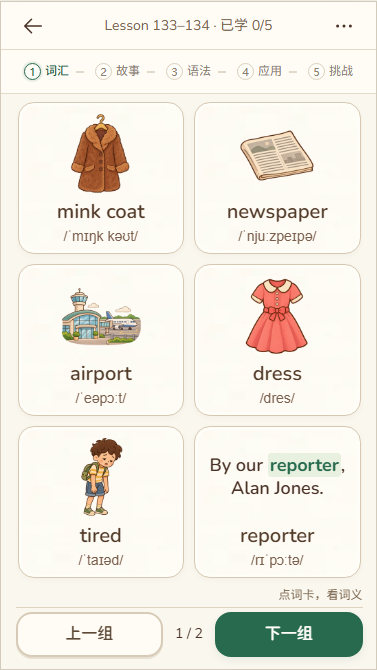 Lesson 133–134 · 已学 0/5
1 词汇 – 2 故事 – 3 语法 – 4 应用 – 5 挑战
mink coat
/ˈmɪŋk kəʊt/
newspaper
/ˈnjuːzpeɪpə/
airport
/ˈeəpɔːt/
dress
/dres/
tired
/ˈtaɪəd/
By our reporter,
Alan Jones.
reporter
/rɪˈpɔːtə/
点词卡，看词义
上一组 1 / 2 下一组